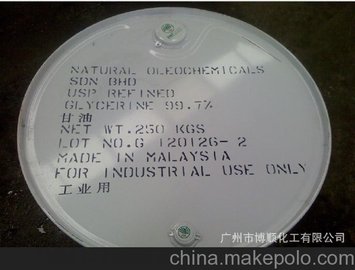 NATURAL OLEOCHEMICALS
SDN BHD
USP REFINED
GLYCERINE 99.7%
甘油
NET WT.250 KGS
LOT NO.G 120126-2
MADE IN MALAYSIA
FOR INDUSTRIAL USE ONLY
工业用
广州市博顺化工有限公司
china.makepolo.com